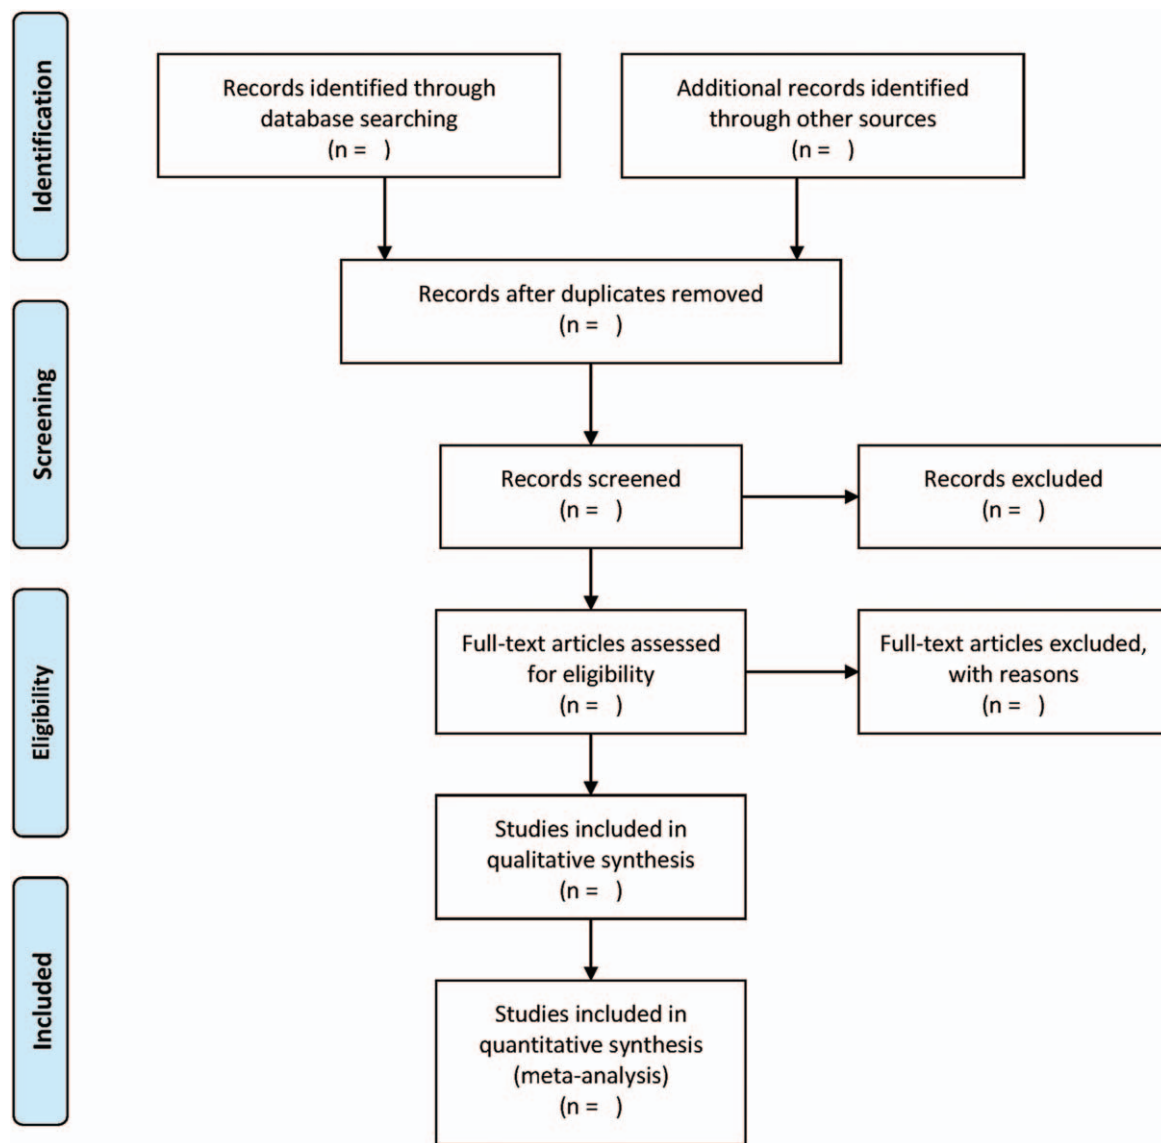 Identification
Records identified through
database searching
(n =   )
Additional records identified
through other sources
(n =   )
Records after duplicates removed
(n =   )
Screening
Records screened
(n =   )
Records excluded
(n =   )
Eligibility
Full-text articles assessed
for eligibility
(n =   )
Full-text articles excluded,
with reasons
(n =   )
Studies included in
qualitative synthesis
(n =   )
Included
Studies included in
quantitative synthesis
(meta-analysis)
(n =   )